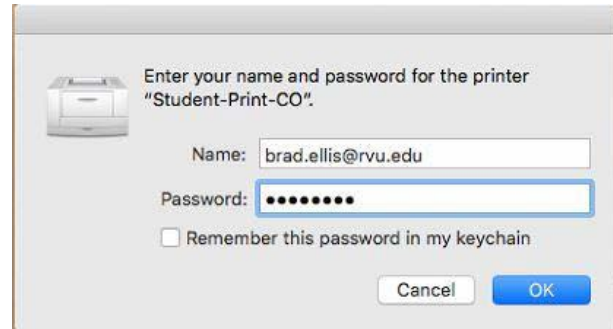 Enter your name and password for the printer
“Student-Print-CO”.
Name: brad.ellis@rvu.edu
Password: ••••••••
Remember this password in my keychain
Cancel OK